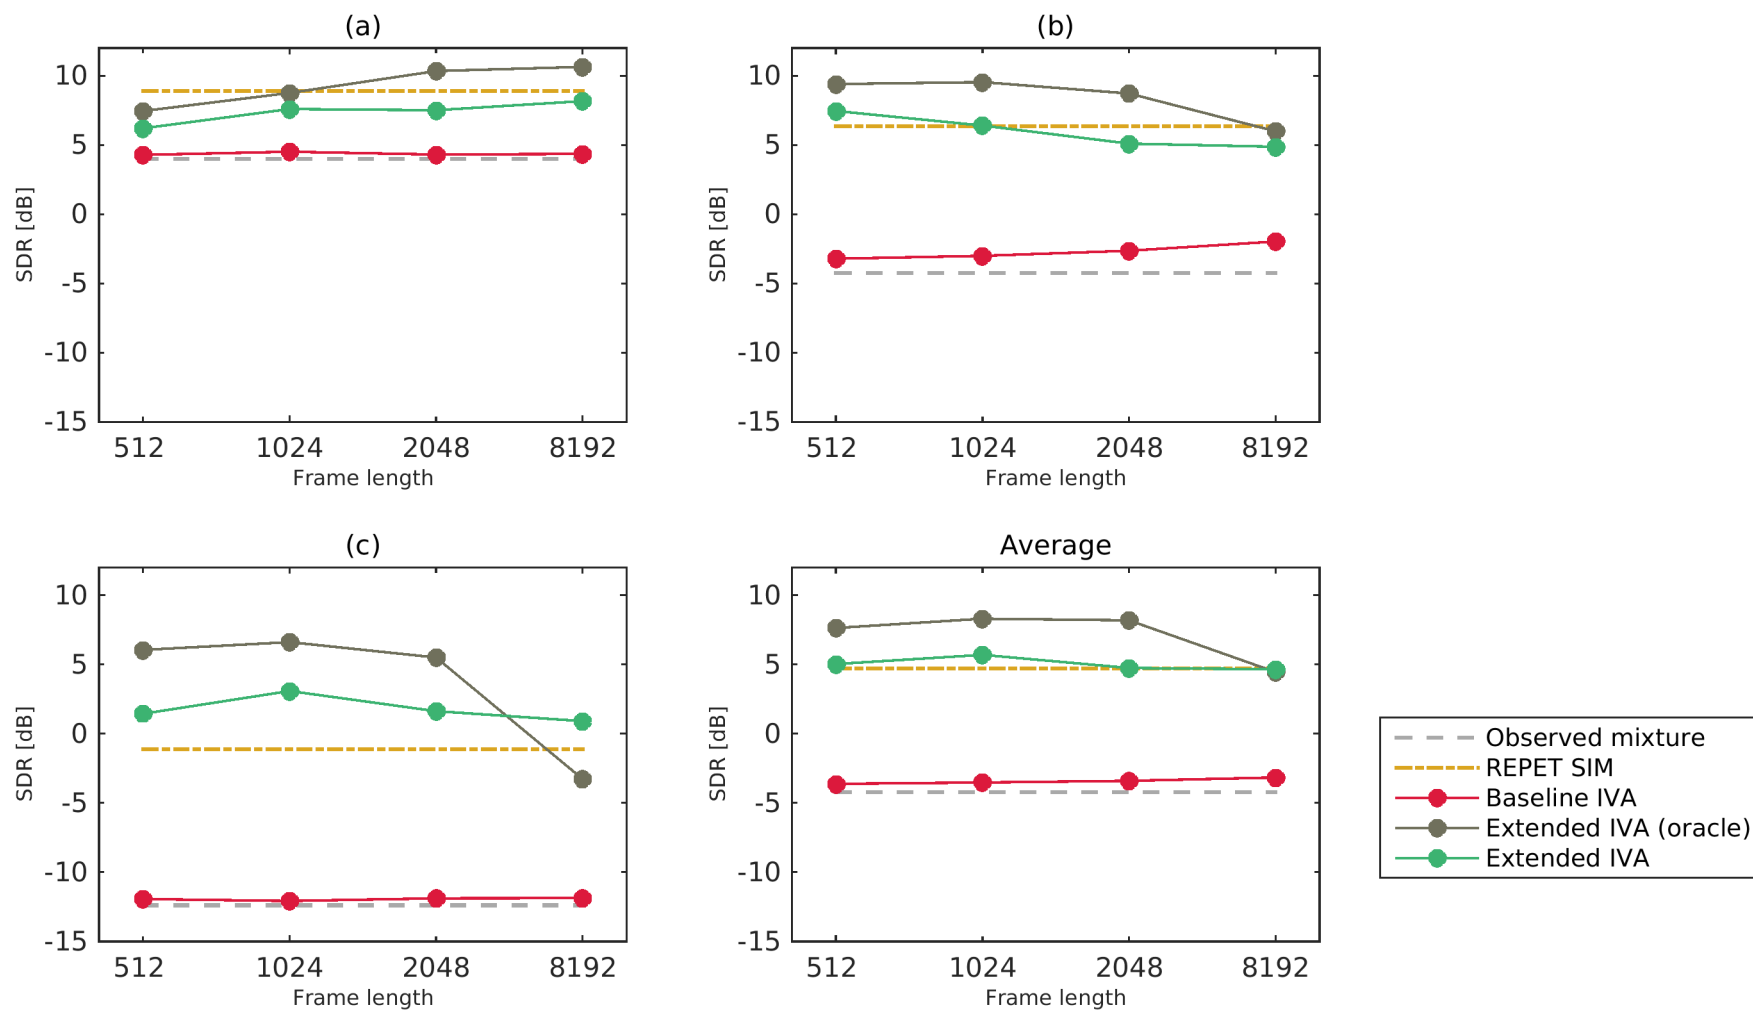 (a)
10
5
0
-5
-10
-15
SDR [dB]
512 1024 2048 8192
Frame length
(b)
10
5
0
-5
-10
-15
SDR [dB]
512 1024 2048 8192
Frame length
(c)
10
5
0
-5
-10
-15
SDR [dB]
512 1024 2048 8192
Frame length
Average
10
5
0
-5
-10
-15
SDR [dB]
512 1024 2048 8192
Frame length
Observed mixture
REPET SIM
Baseline IVA
Extended IVA (oracle)
Extended IVA